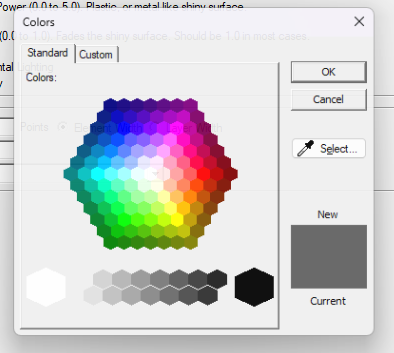 Power (0.0 to 5.0). Plastic, or metal like shiny surface.
Colors
(0.0 to 1.0). Fades the shiny surface. Should be 1.0 in most cases.
Standard
Custom
OK
ntal Lighting
Colors:
Cancel
Points
Select...
New
Current